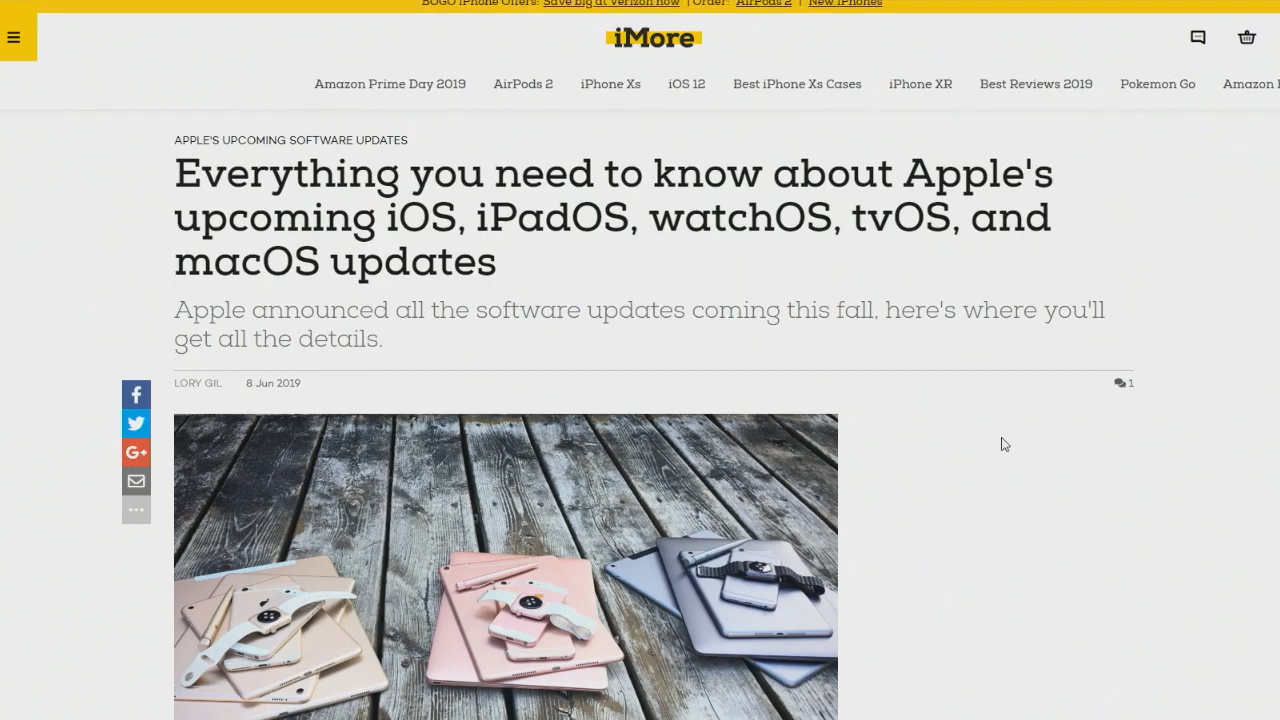 BOGO iPhone Offers: Save big at Verizon now | Order: AirPods 2 | New iPhones
iMore
Amazon Prime Day 2019 AirPods 2 iPhone Xs iOS 12 Best iPhone Xs Cases iPhone XR Best Reviews 2019 Pokemon Go Amazon
APPLE'S UPCOMING SOFTWARE UPDATES
Everything you need to know about Apple's
upcoming iOS, iPadOS, watchOS, tvOS, and
macOS updates
Apple announced all the software updates coming this fall, here's where you'll
get all the details.
LORY GIL 8 Jun 2019 1
f
G+